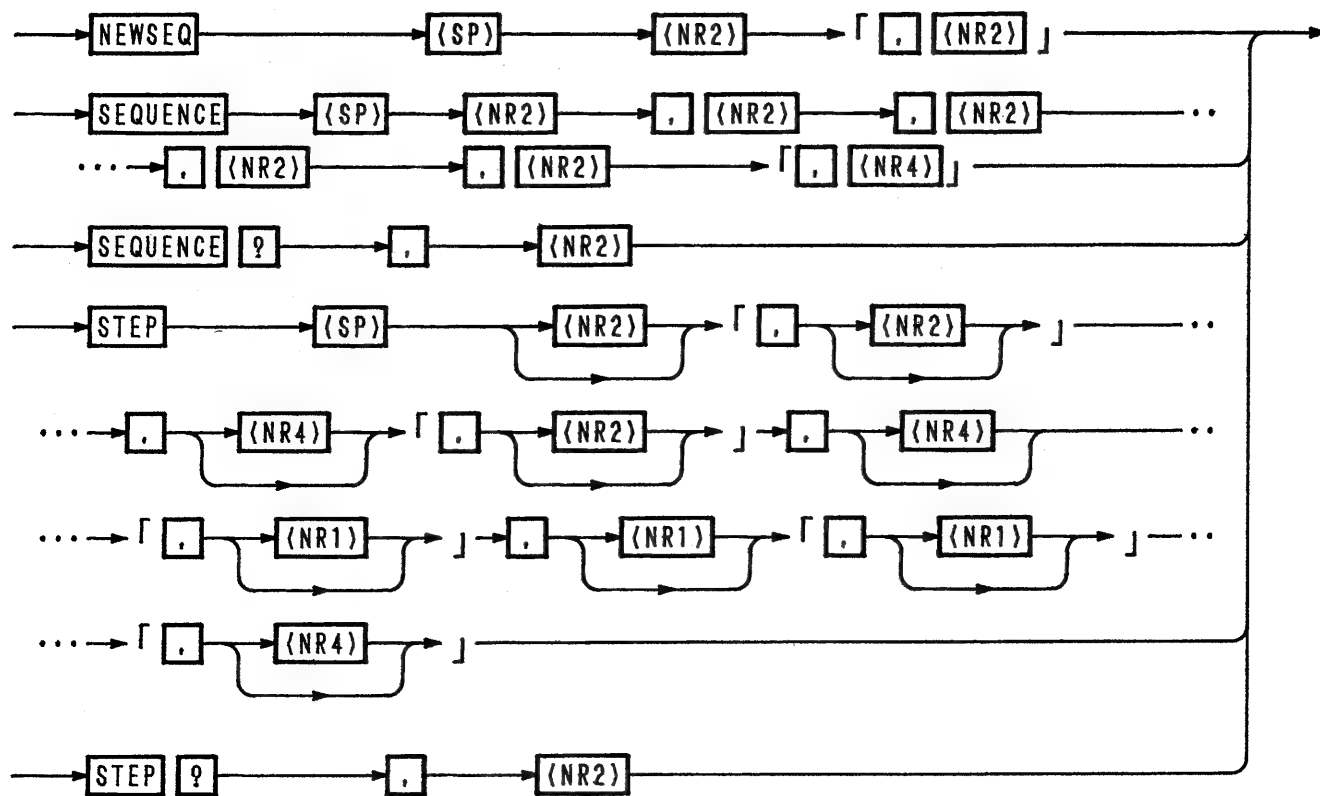 NEWSEQ ⟨SP⟩ ⟨NR2⟩ 「 , ⟨NR2⟩ 」
SEQUENCE ⟨SP⟩ ⟨NR2⟩ , ⟨NR2⟩ , ⟨NR2⟩ ··
··· , ⟨NR2⟩ , ⟨NR2⟩ 「 , ⟨NR4⟩ 」
SEQUENCE ? , ⟨NR2⟩
STEP ⟨SP⟩ ⟨NR2⟩ 「 , ⟨NR2⟩ 」 ··
··· , ⟨NR4⟩ 「 , ⟨NR2⟩ 」 , ⟨NR4⟩ ··
··· 「 , ⟨NR1⟩ 」 , ⟨NR1⟩ 「 , ⟨NR1⟩ 」 ··
··· 「 , ⟨NR4⟩ 」
STEP ? , ⟨NR2⟩